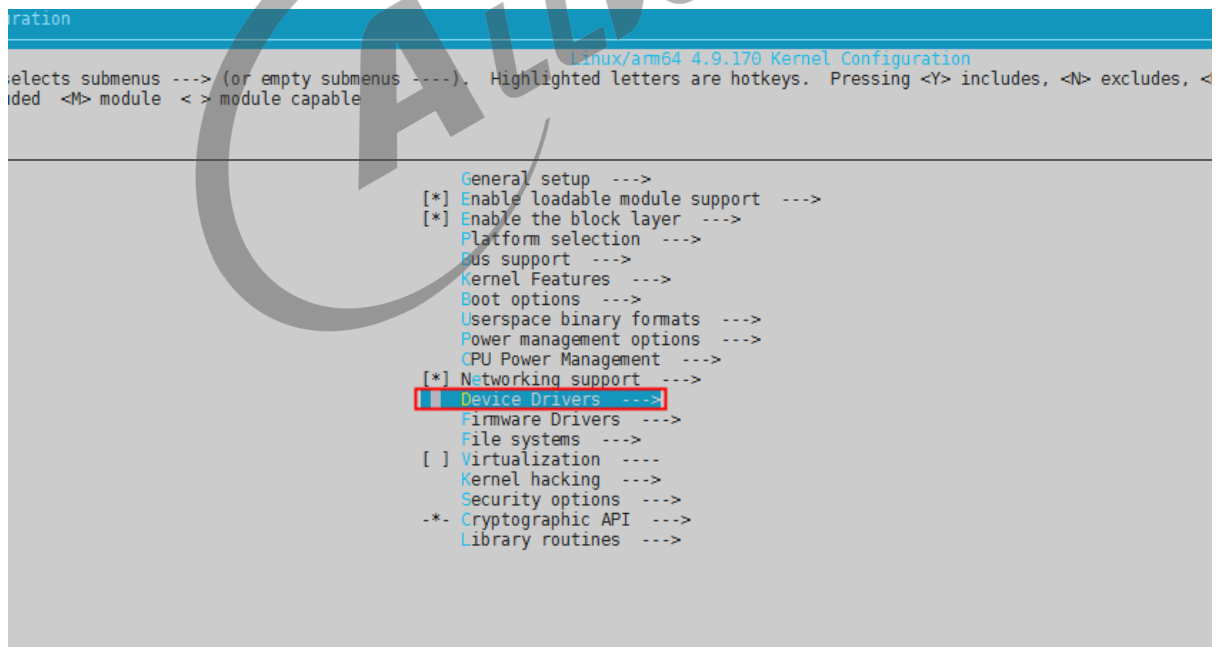 ration
Linux/arm64 4.9.170 Kernel Configuration
selects submenus ---> (or empty submenus ----). Highlighted letters are hotkeys. Pressing <Y> includes, <N> excludes, <
ded <M> module < > module capable
General setup --->
[*] Enable loadable module support --->
[*] Enable the block layer --->
Platform selection --->
Bus support --->
Kernel Features --->
Boot options --->
Userspace binary formats --->
Power management options --->
CPU Power Management --->
[*] Networking support --->
Device Drivers --->
Firmware Drivers --->
File systems --->
[ ] Virtualization ----
Kernel hacking --->
Security options --->
-*- Cryptographic API --->
Library routines --->